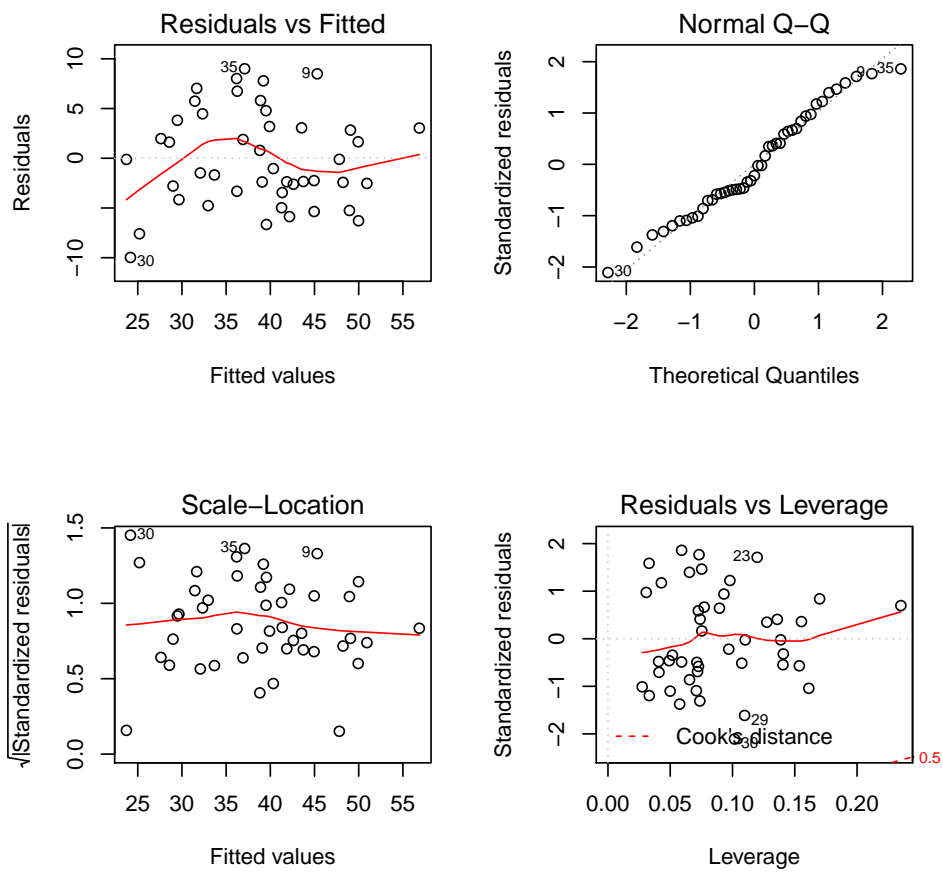 Residuals vs Fitted
Residuals
10
5
0
−10
35
9
30
25 30 35 40 45 50 55
Fitted values
Normal Q−Q
Standardized residuals
2
1
0
−1
−2
9
35
30
−2 −1 0 1 2
Theoretical Quantiles
Scale−Location
√|Standardized residuals|
1.5
1.0
0.5
0.0
30
35
9
25 30 35 40 45 50 55
Fitted values
Residuals vs Leverage
Standardized residuals
2
1
0
−1
−2
23
29
30
Cook's distance
0.5
0.00 0.05 0.10 0.15 0.20
Leverage